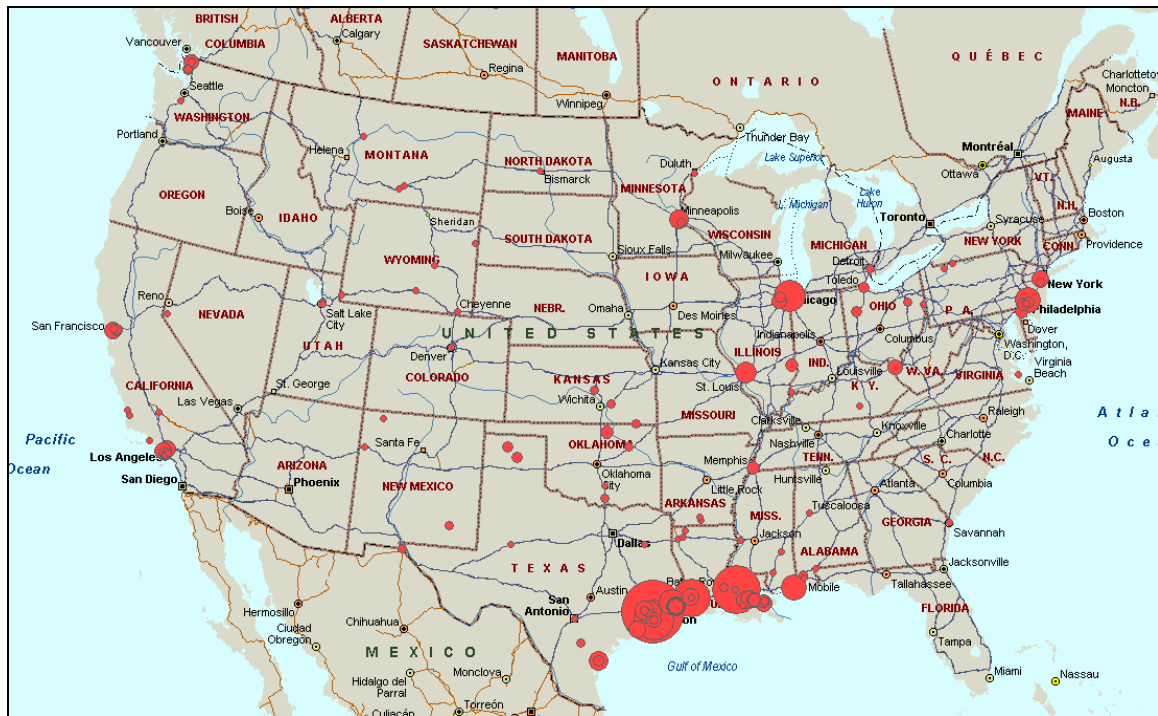 BRITISH
COLUMBIA
ALBERTA
Calgary
SASKATCHEWAN
Regina
MANITOBA
Winnipeg
ONTARIO
QUÉBEC
Charlottetown
Moncton
N.B.
MAINE
Vancouver
Seattle
WASHINGTON
Portland
Helena
MONTANA
NORTH DAKOTA
Bismarck
Duluth
Thunder Bay
Lake Superior
Montréal
Ottawa
Augusta
VT.
N.H.
OREGON
Boise
IDAHO
Sheridan
MINNESOTA
Minneapolis
WISCONSIN
L. Michigan
Lake
Huron
Toronto
Syracuse
Boston
Providence
CONN.
NEW YORK
SOUTH DAKOTA
Sioux Falls
WYOMING
Milwaukee
MICHIGAN
Detroit
Toledo
New York
Reno
NEVADA
Salt Lake
City
Cheyenne
NEBR.
Omaha
IOWA
Des Moines
Chicago
OHIO
P A.
Philadelphia
Dover
San Francisco
UNITED STATES
UTAH
Denver
COLORADO
Indianapolis
Columbus
Washington,
D.C.
Virginia
Beach
Kansas City
ILLINOIS
IND.
W. VA.
VIRGINIA
CALIFORNIA
St. George
Las Vegas
KANSAS
Wichita
St. Louis
Louisville
K Y.
MISSOURI
Clarksville
Raleigh
Pacific
Ocean
Los Angeles
San Diego
ARIZONA
Phoenix
Santa Fe
NEW MEXICO
OKLAHOMA
Oklahoma
City
Nashville
Knoxville
Charlotte
Memphis
TENN.
Huntsville
S. C.
N.C.
Little Rock
ARKANSAS
Atlanta
Columbia
MISS.
Tuscaloosa
GEORGIA
Savannah
Dallas
Jackson
ALABAMA
TEXAS
Austin
San
Antonio
Mobile
Tallahassee
Jacksonville
FLORIDA
Tampa
Miami
Nassau
Hermosillo
Ciudad
Obregon
Chihuahua
MEXICO
Hidalgo del
Parral
Monclova
Torreón
Culiacán
Gulf of Mexico